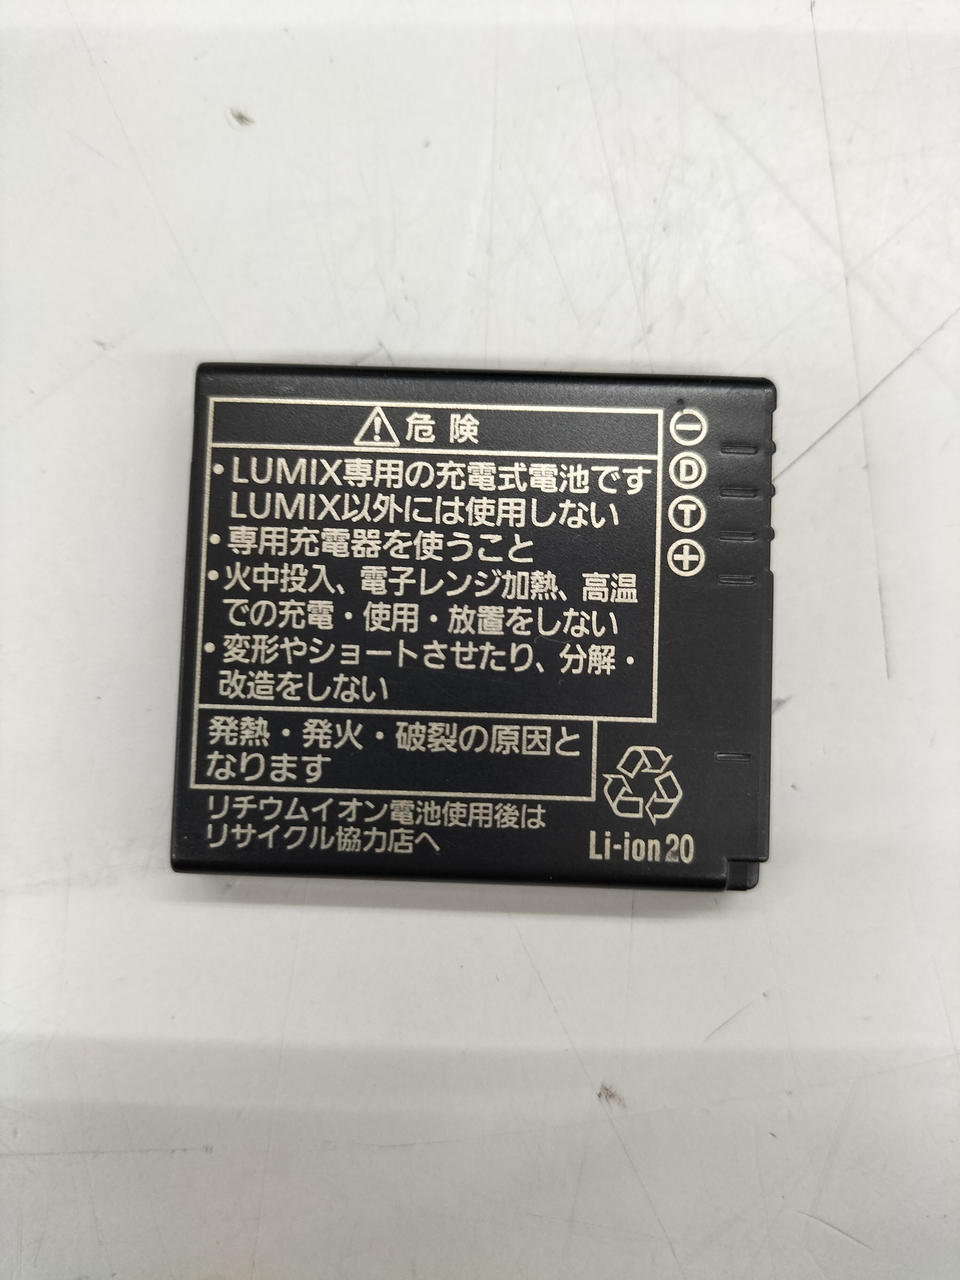 ⚠危険
・LUMIX専用の充電式電池です
LUMIX以外には使用しない
・専用充電器を使うこと
・火中投入、電子レンジ加熱、高温
での充電・使用・放置をしない
・変形やショートさせたり、分解・
改造をしない
発熱・発火・破裂の原因と
なります
リチウムイオン電池使用後は
リサイクル協力店へ
Li-ion20
−
D
T
+